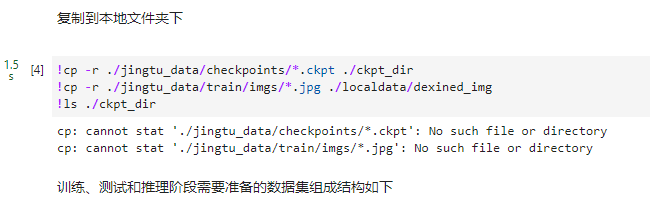 复制到本地文件夹下
1.5
s
[4]
!cp -r ./jingtu_data/checkpoints/*.ckpt ./ckpt_dir
!cp -r ./jingtu_data/train/imgs/*.jpg ./localdata/dexined_img
!ls ./ckpt_dir
cp: cannot stat './jingtu_data/checkpoints/*.ckpt': No such file or directory
cp: cannot stat './jingtu_data/train/imgs/*.jpg': No such file or directory
训练、测试和推理阶段需要准备的数据集组成结构如下